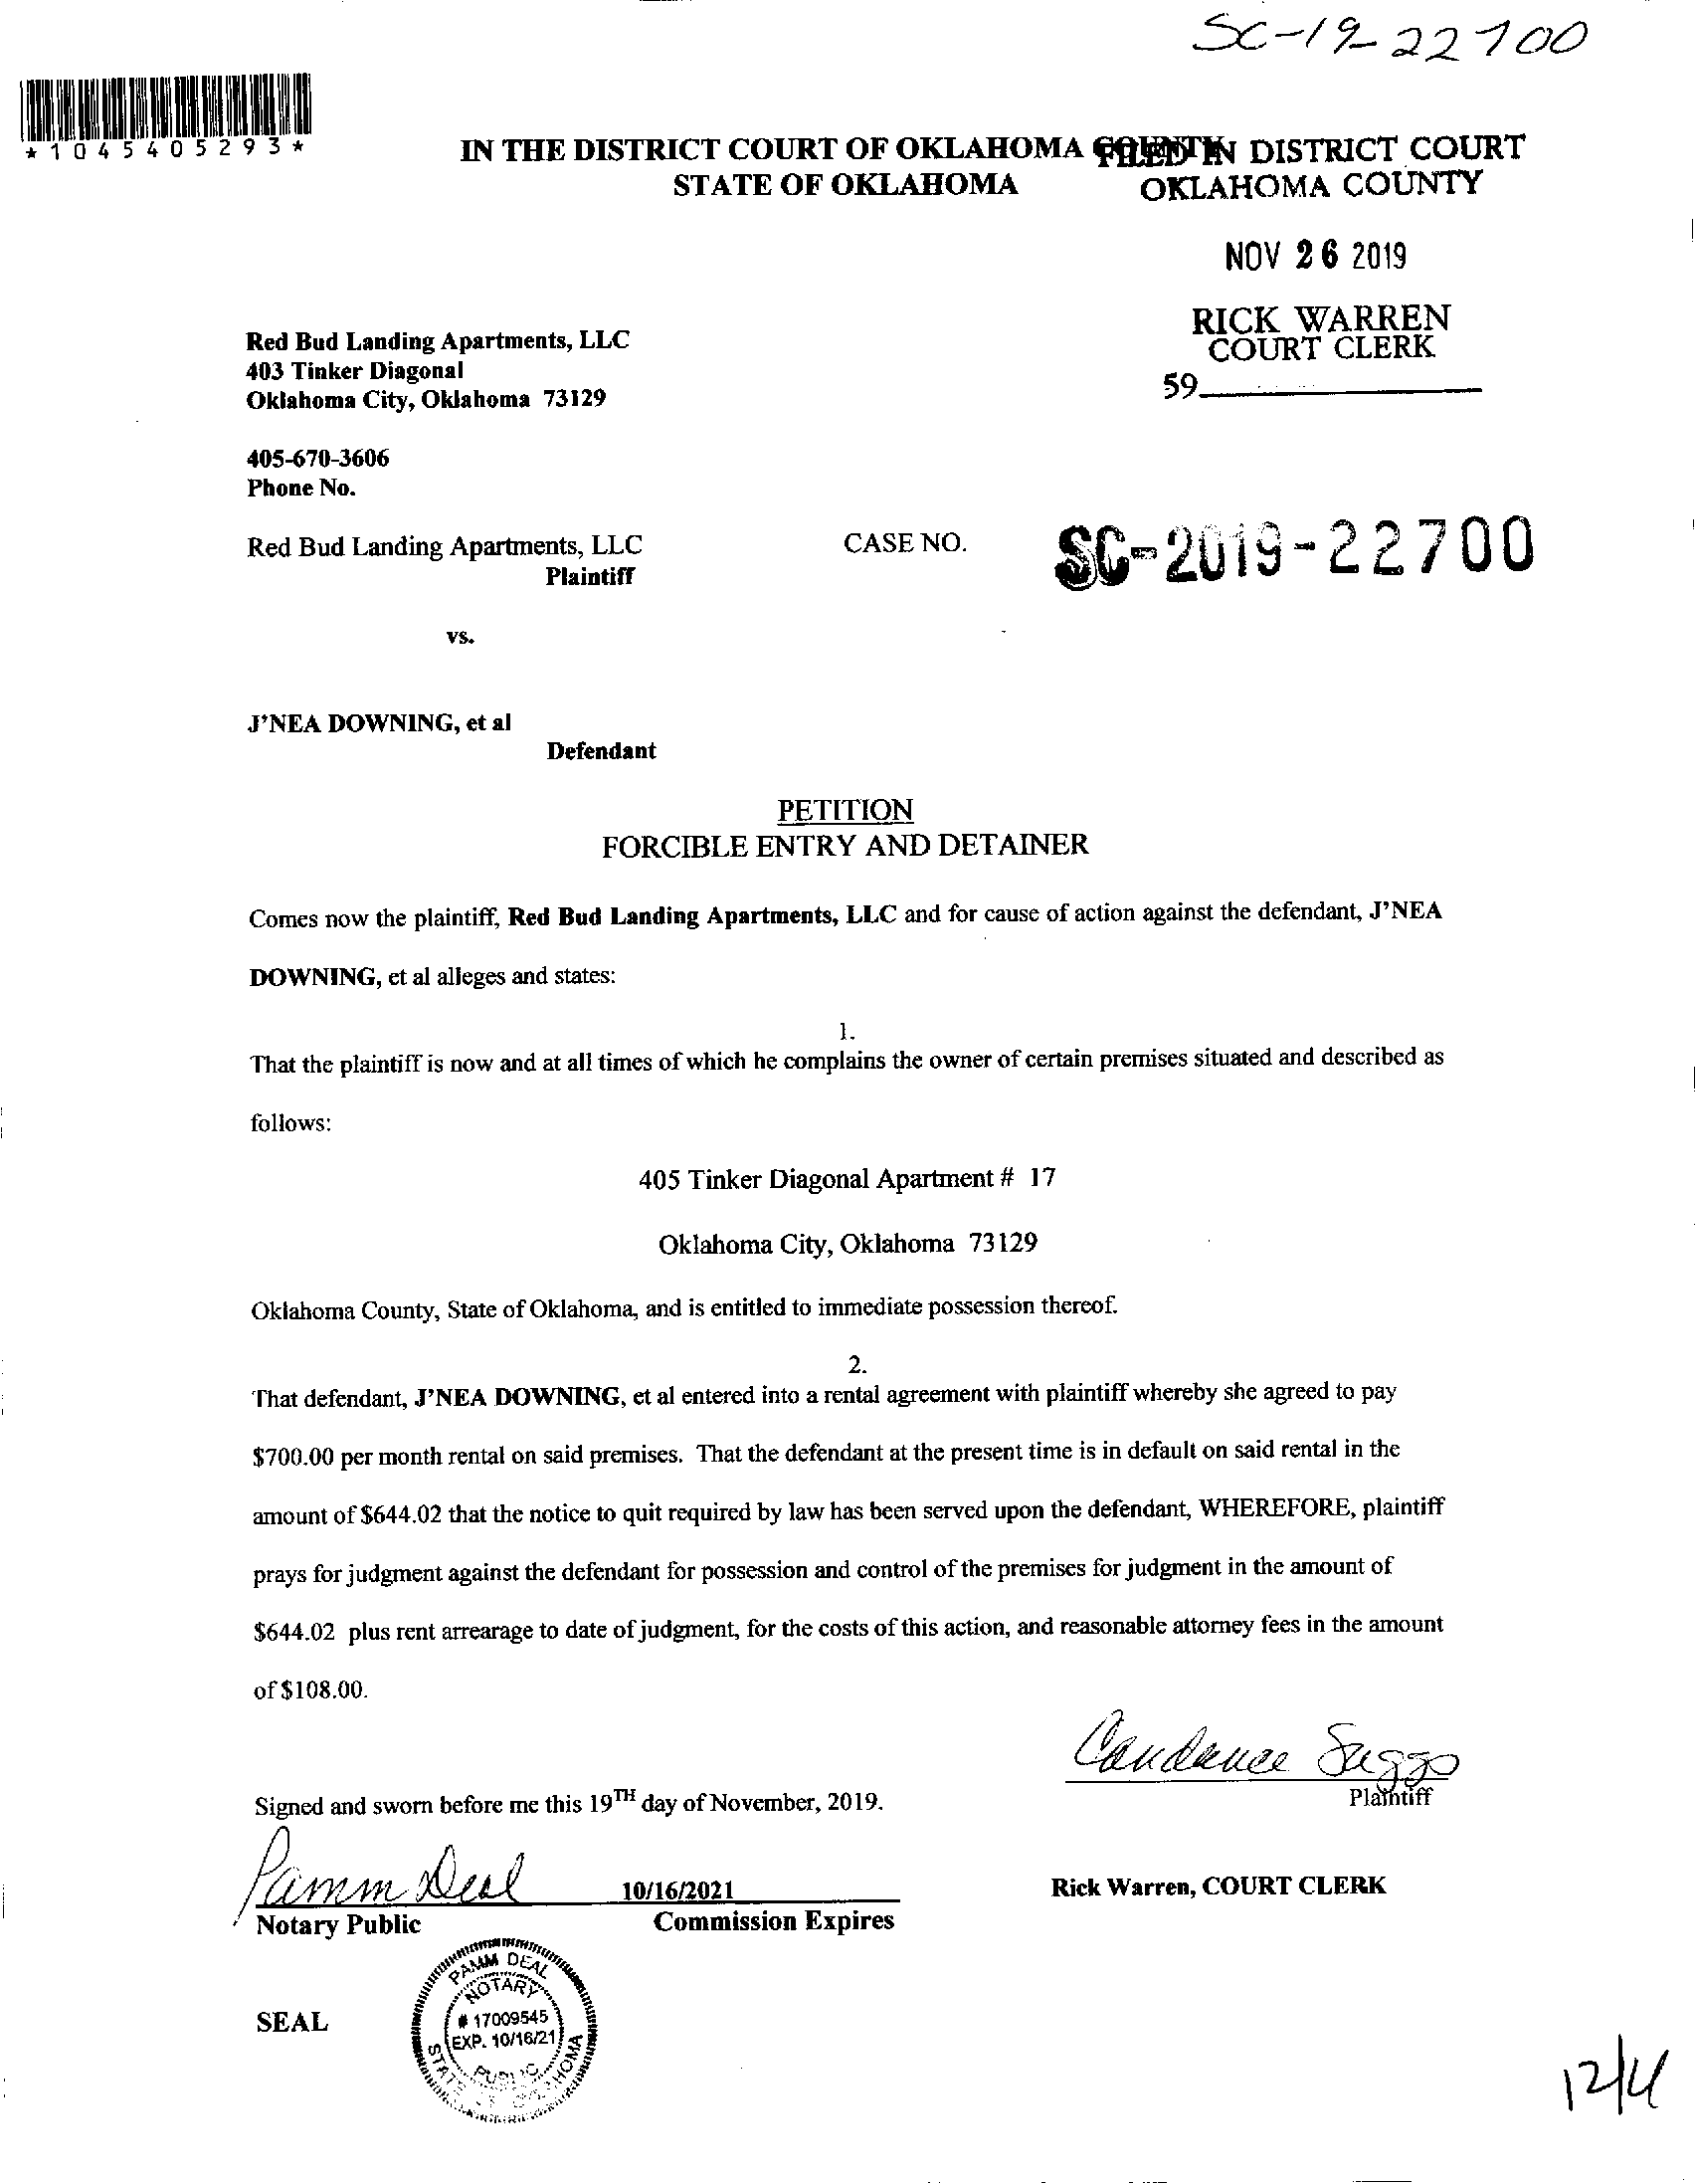 SC-19-22700
*1045405293*
IN THE DISTRICT COURT OF OKLAHOMA COUNTY
STATE OF OKLAHOMA
FILED IN DISTRICT COURT
OKLAHOMA COUNTY
NOV 26 2019
RICK WARREN
COURT CLERK
59
Red Bud Landing Apartments, LLC
403 Tinker Diagonal
Oklahoma City, Oklahoma 73129
405-670-3606
Phone No.
Red Bud Landing Apartments, LLC
Plaintiff
CASE NO. SC-2019-22700
vs.
J'NEA DOWNING, et al
Defendant
PETITION
FORCIBLE ENTRY AND DETAINER
Comes now the plaintiff, Red Bud Landing Apartments, LLC and for cause of action against the defendant, J'NEA
DOWNING, et al alleges and states:
1.
That the plaintiff is now and at all times of which he complains the owner of certain premises situated and described as
follows:
405 Tinker Diagonal Apartment # 17
Oklahoma City, Oklahoma 73129
Oklahoma County, State of Oklahoma, and is entitled to immediate possession thereof.
2.
That defendant, J'NEA DOWNING, et al entered into a rental agreement with plaintiff whereby she agreed to pay
$700.00 per month rental on said premises. That the defendant at the present time is in default on said rental in the
amount of $644.02 that the notice to quit required by law has been served upon the defendant, WHEREFORE, plaintiff
prays for judgment against the defendant for possession and control of the premises for judgment in the amount of
$644.02 plus rent arrearage to date of judgment, for the costs of this action, and reasonable attorney fees in the amount
of $108.00.
Candance Suggs
Plaintiff
Signed and sworn before me this 19TH day of November, 2019.
Pamm Deal
10/16/2021
Rick Warren, COURT CLERK
Notary Public
Commission Expires
SEAL
PAMM DEAL
NOTARY
# 17009545
EXP. 10/16/21
PUBLIC
STATE OF OKLAHOMA
12/4